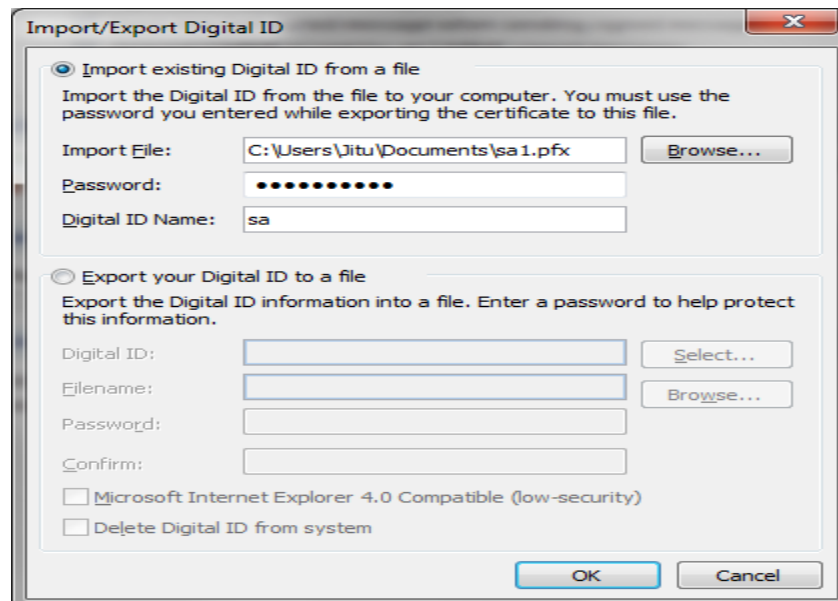 Import/Export Digital ID
Import existing Digital ID from a file
Import the Digital ID from the file to your computer. You must use the
password you entered while exporting the certificate to this file.
Import File: C:\Users\Jitu\Documents\sa1.pfx Browse...
Password: ●●●●●●●●●●
Digital ID Name: sa
Export your Digital ID to a file
Export the Digital ID information into a file. Enter a password to help protect
this information.
Digital ID: Select...
Filename: Browse...
Password:
Confirm:
Microsoft Internet Explorer 4.0 Compatible (low-security)
Delete Digital ID from system
OK Cancel